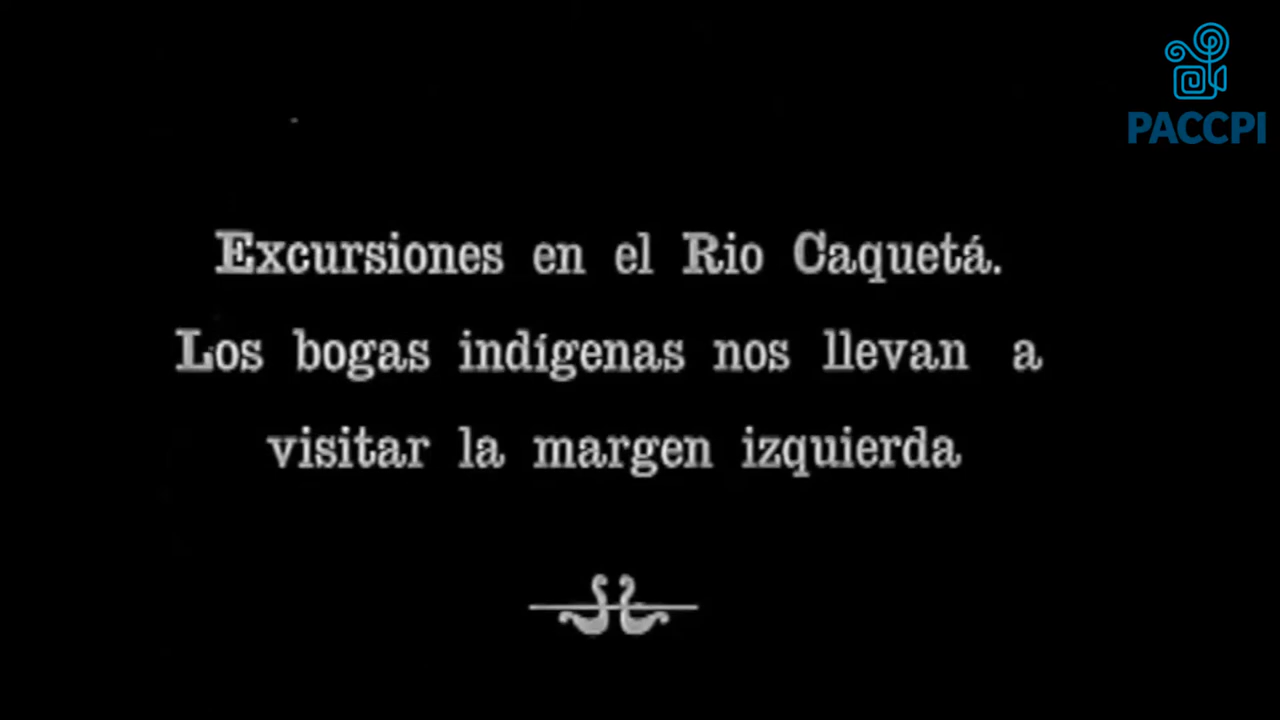 PACCPI
Excursiones en el Rio Caquetá.
Los bogas indígenas nos llevan a
visitar la margen izquierda